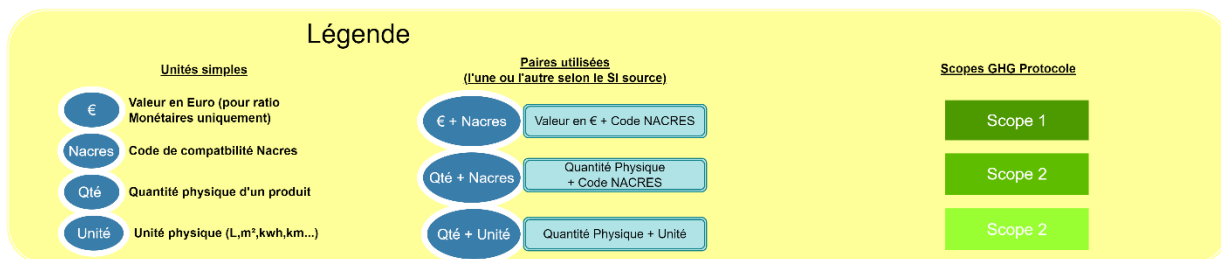 Légende
Unités simples
€
Valeur en Euro (pour ratio
Monétaires uniquement)
Nacres
Code de compatbilité Nacres
Qté
Quantité physique d'un produit
Unité
Unité physique (L,m²,kwh,km...)
Paires utilisées
(l'une ou l'autre selon le SI source)
€ + Nacres
Valeur en € + Code NACRES
Qté + Nacres
Quantité Physique
+ Code NACRES
Qté + Unité
Quantité Physique + Unité
Scopes GHG Protocole
Scope 1
Scope 2
Scope 2